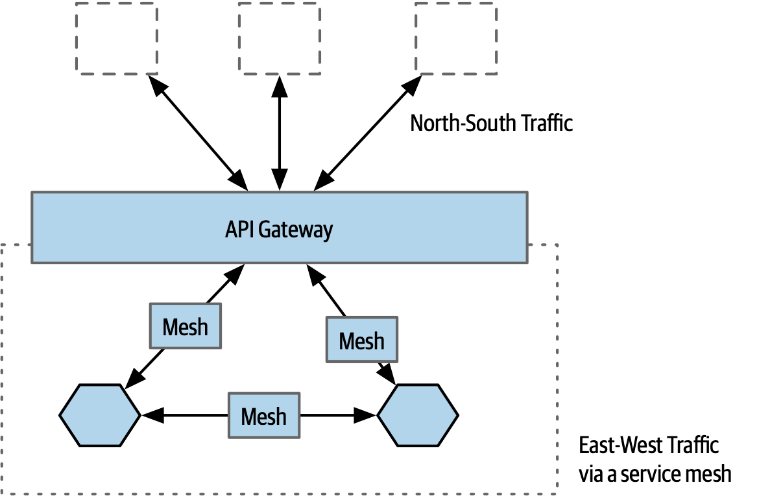 North-South Traffic
API Gateway
Mesh
Mesh
Mesh
East-West Traffic
via a service mesh